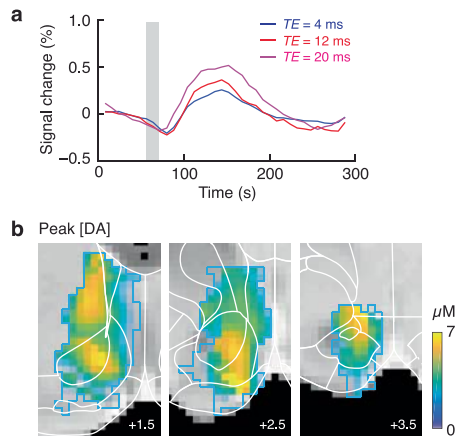 a
1.0
0.5
0
−0.5
Signal change (%)
TE = 4 ms
TE = 12 ms
TE = 20 ms
0
100
200
300
Time (s)
b Peak [DA]
+1.5
+2.5
+3.5
µM
7
0